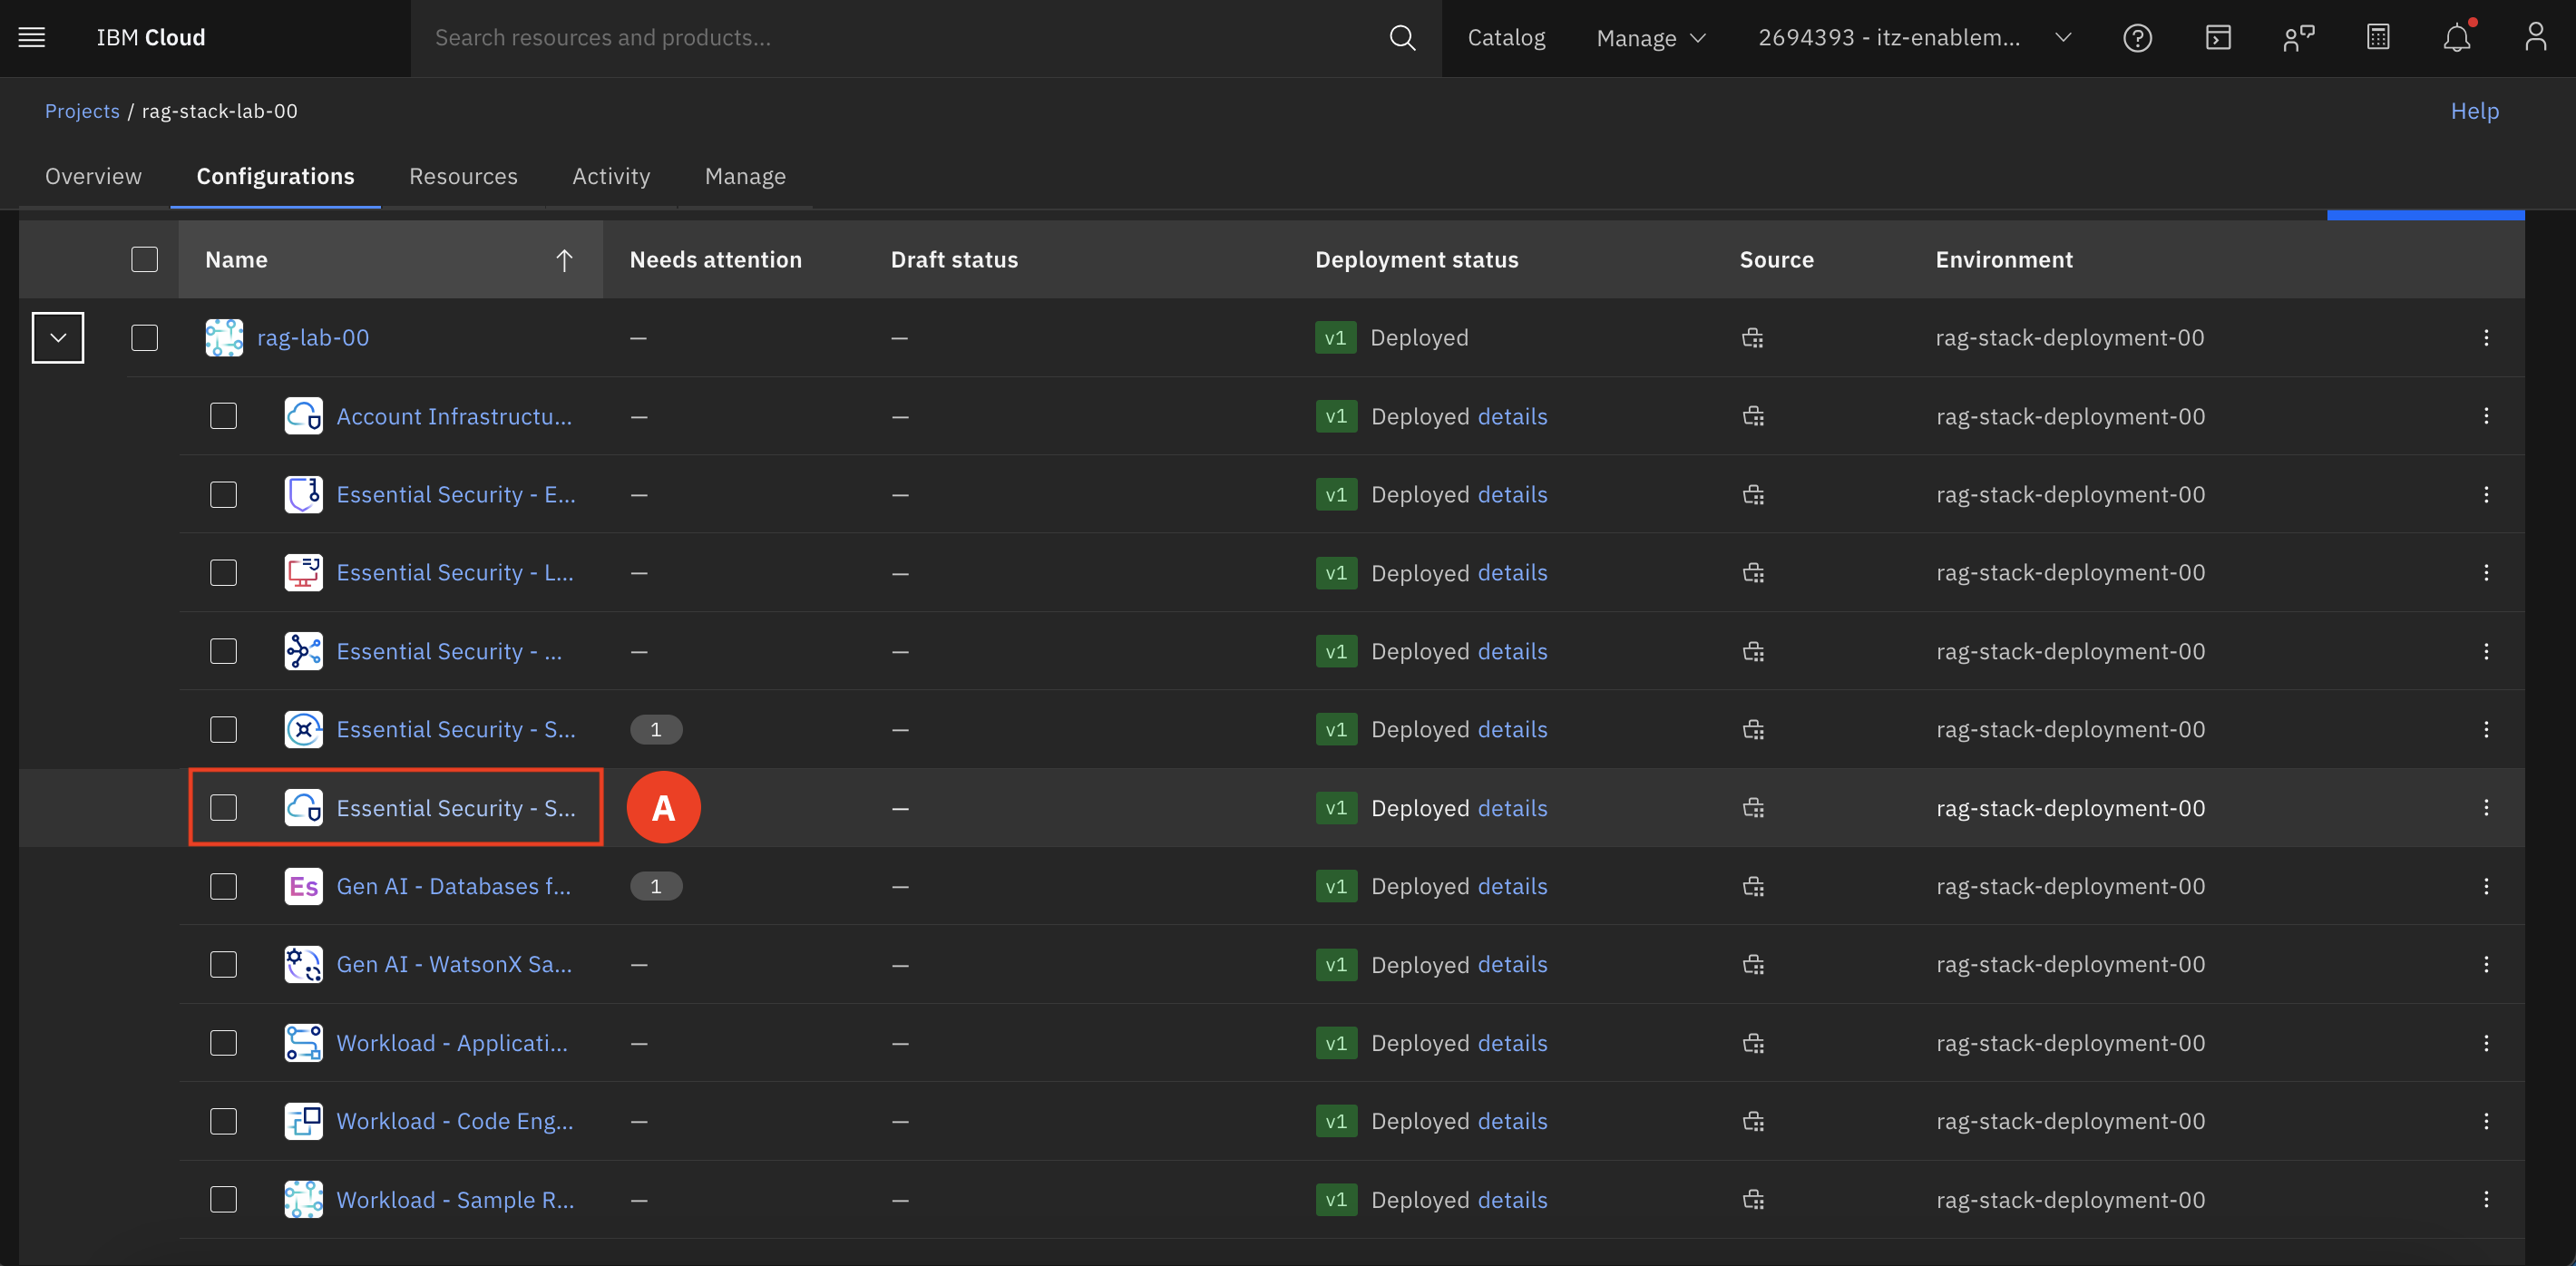 IBM Cloud
Search resources and products...
Catalog
Manage
2694393 - itz-enablem...
Projects / rag-stack-lab-00
Help
Overview
Configurations
Resources
Activity
Manage
Name Needs attention Draft status Deployment status Source Environment
rag-lab-00 — — v1 Deployed rag-stack-deployment-00
Account Infrastructu... — — v1 Deployed details rag-stack-deployment-00
Essential Security - E... — — v1 Deployed details rag-stack-deployment-00
Essential Security - L... — — v1 Deployed details rag-stack-deployment-00
Essential Security - ... — — v1 Deployed details rag-stack-deployment-00
Essential Security - S... 1 — v1 Deployed details rag-stack-deployment-00
Essential Security - S... A — v1 Deployed details rag-stack-deployment-00
Es Gen AI - Databases f... 1 — v1 Deployed details rag-stack-deployment-00
Gen AI - WatsonX Sa... — — v1 Deployed details rag-stack-deployment-00
Workload - Applicati... — — v1 Deployed details rag-stack-deployment-00
Workload - Code Eng... — — v1 Deployed details rag-stack-deployment-00
Workload - Sample R... — — v1 Deployed details rag-stack-deployment-00